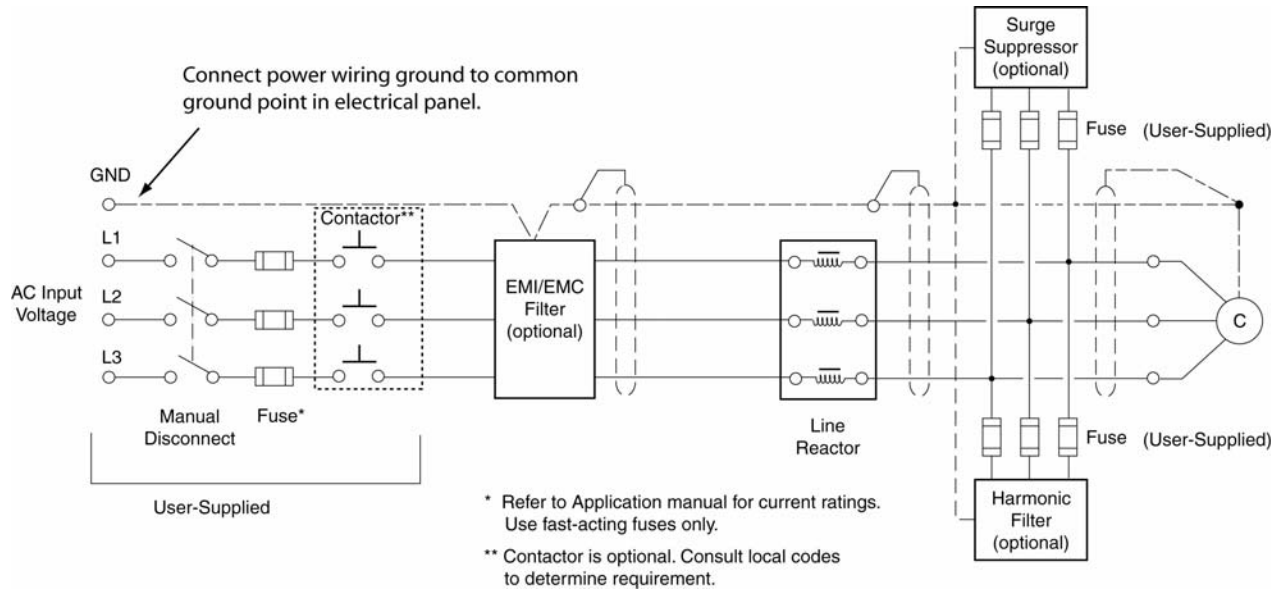 Surge
Suppressor
(optional)
Connect power wiring ground to common
ground point in electrical panel.
Fuse (User-Supplied)
GND
Contactor**
L1
L2
L3
AC Input
Voltage
EMI/EMC
Filter
(optional)
C
Manual
Disconnect
Fuse*
Line
Reactor
Fuse (User-Supplied)
User-Supplied
* Refer to Application manual for current ratings.
Use fast-acting fuses only.
** Contactor is optional. Consult local codes
to determine requirement.
Harmonic
Filter
(optional)